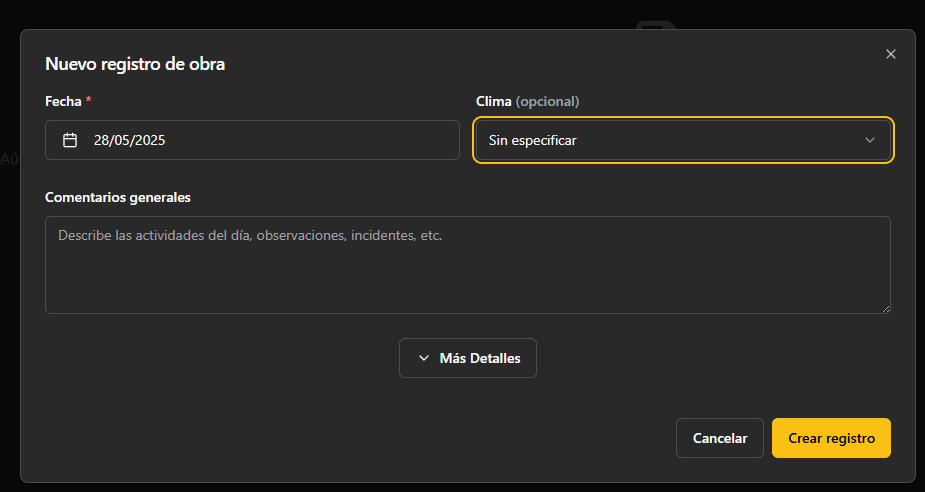 Nuevo registro de obra
Fecha *
Clima (opcional)
28/05/2025
Sin especificar
Aú
Comentarios generales
Describe las actividades del día, observaciones, incidentes, etc.
Más Detalles
Cancelar
Crear registro